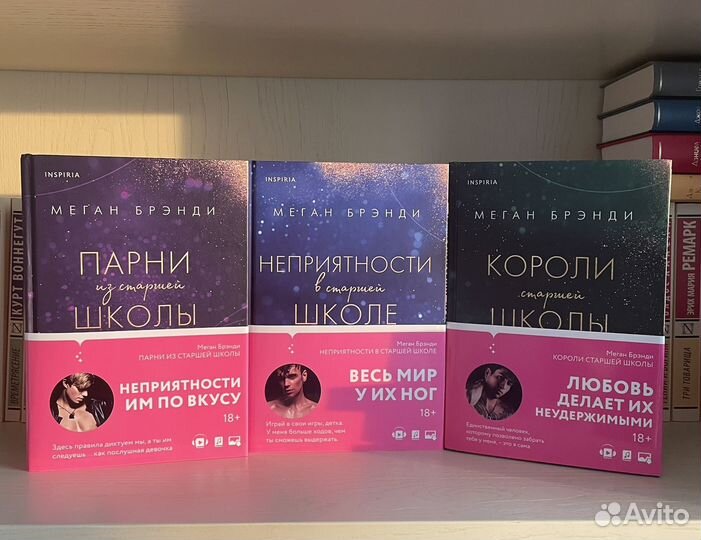 INSPIRIA
МЕГАН БРЭНДИ
ПАРНИ
из старшей
ШКОЛЫ
Меган Брэнди
ПАРНИ ИЗ СТАРШЕЙ ШКОЛЫ
НЕПРИЯТНОСТИ
ИМ ПО ВКУСУ
18+
Здесь правила диктуем мы, а ты им
следуешь... как послушная девочка
INSPIRIA
МЕГАН БРЭНДИ
НЕПРИЯТНОСТИ
в старшей
ШКОЛЕ
Меган Брэнди
НЕПРИЯТНОСТИ В СТАРШЕЙ ШКОЛЕ
ВЕСЬ МИР
У ИХ НОГ
18+
Играй в свои игры, детка
У меня больше ходов, чем
ты сможешь выдержать.
INSPIRIA
МЕГАН БРЭНДИ
КОРОЛИ
старшей
ШКОЛЫ
Меган Брэнди
КОРОЛИ СТАРШЕЙ ШКОЛЫ
ЛЮБОВЬ
ДЕЛАЕТ ИХ
НЕУДЕРЖИМЫМИ
18+
Единственный человек,
которому позволено забрать
тебя у меня, – это я сама
КУРТ ВОННЕГУТ
ЭРИХ МАРИЯ РЕМАРК
ТРИ ТОВАРИЩА
Avito